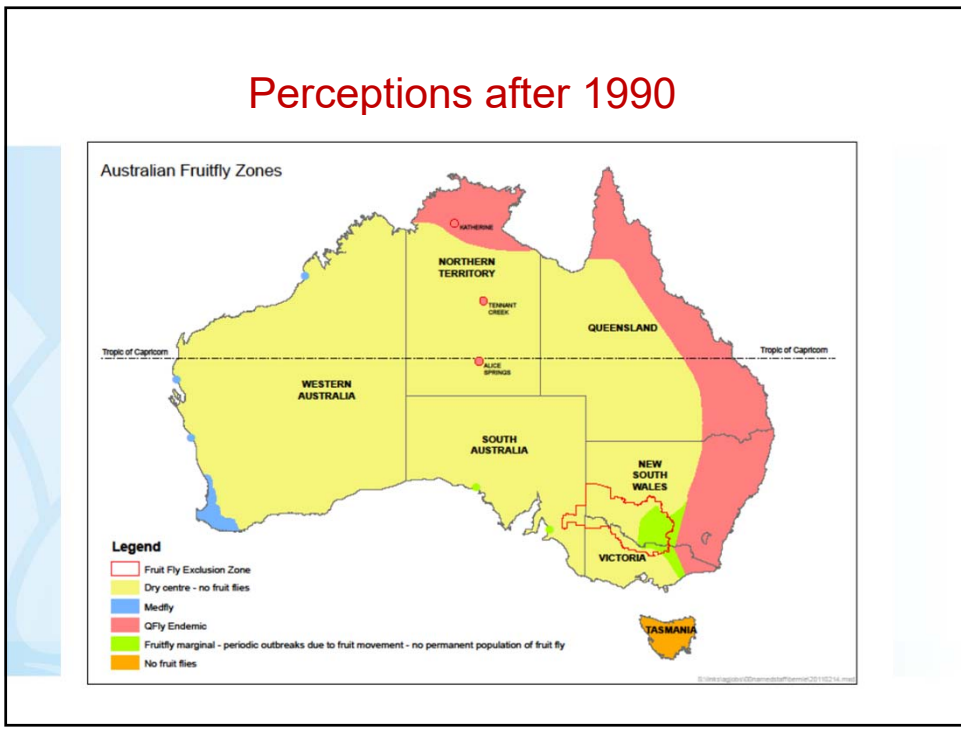 Perceptions after 1990
Australian Fruitfly Zones
KATHERINE
NORTHERN
TERRITORY
TENNANT
CREEK
QUEENSLAND
Tropic of Capricorn
Tropic of Capricorn
ALICE
SPRINGS
WESTERN
AUSTRALIA
SOUTH
AUSTRALIA
NEW
SOUTH
WALES
VICTORIA
TASMANIA
Legend
Fruit Fly Exclusion Zone
Dry centre - no fruit flies
Medfly
QFly Endemic
Fruitfly marginal - periodic outbreaks due to fruit movement - no permanent population of fruit fly
No fruit flies